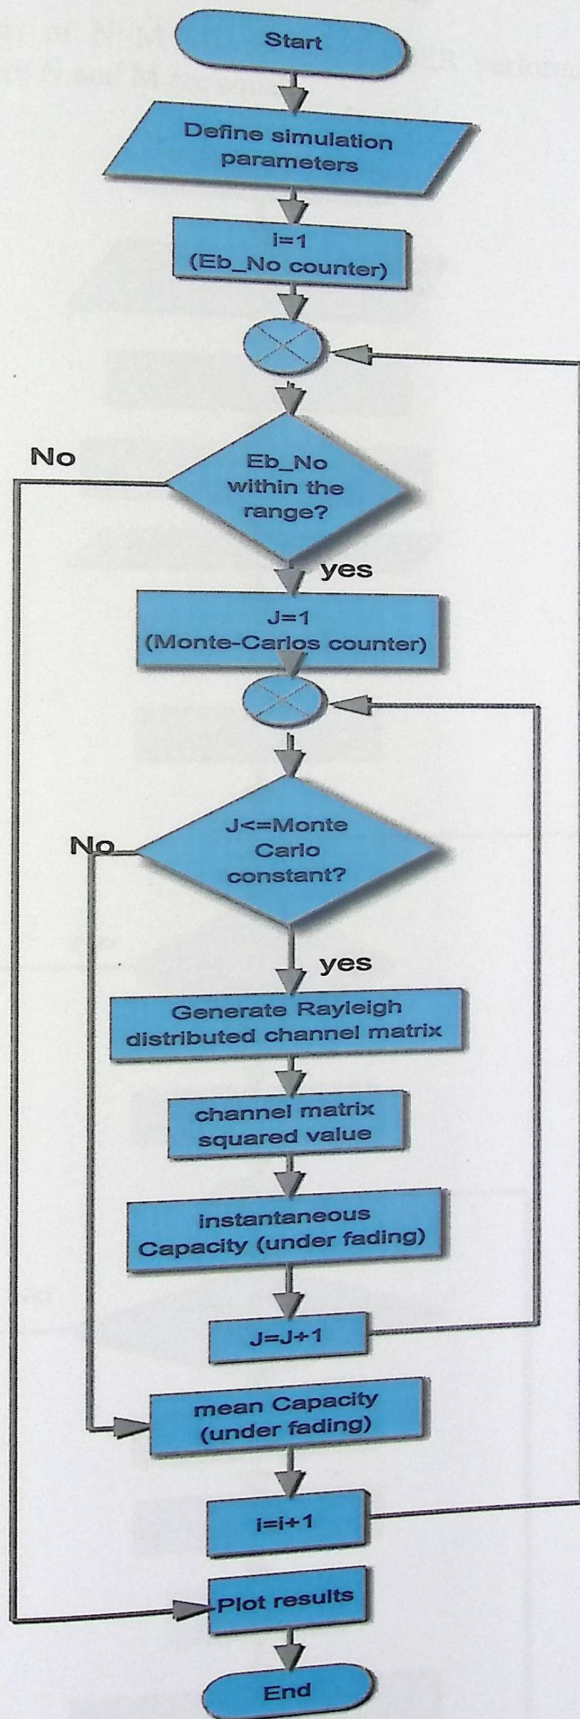 Start
Define simulation
parameters
i=1
(Eb_No counter)
No
Eb_No
within the
range?
yes
J=1
(Monte-Carlos counter)
No
J<=Monte
Carlo
constant?
yes
Generate Rayleigh
distributed channel matrix
channel matrix
squared value
instantaneous
Capacity (under fading)
J=J+1
mean Capacity
(under fading)
i=i+1
Plot results
End